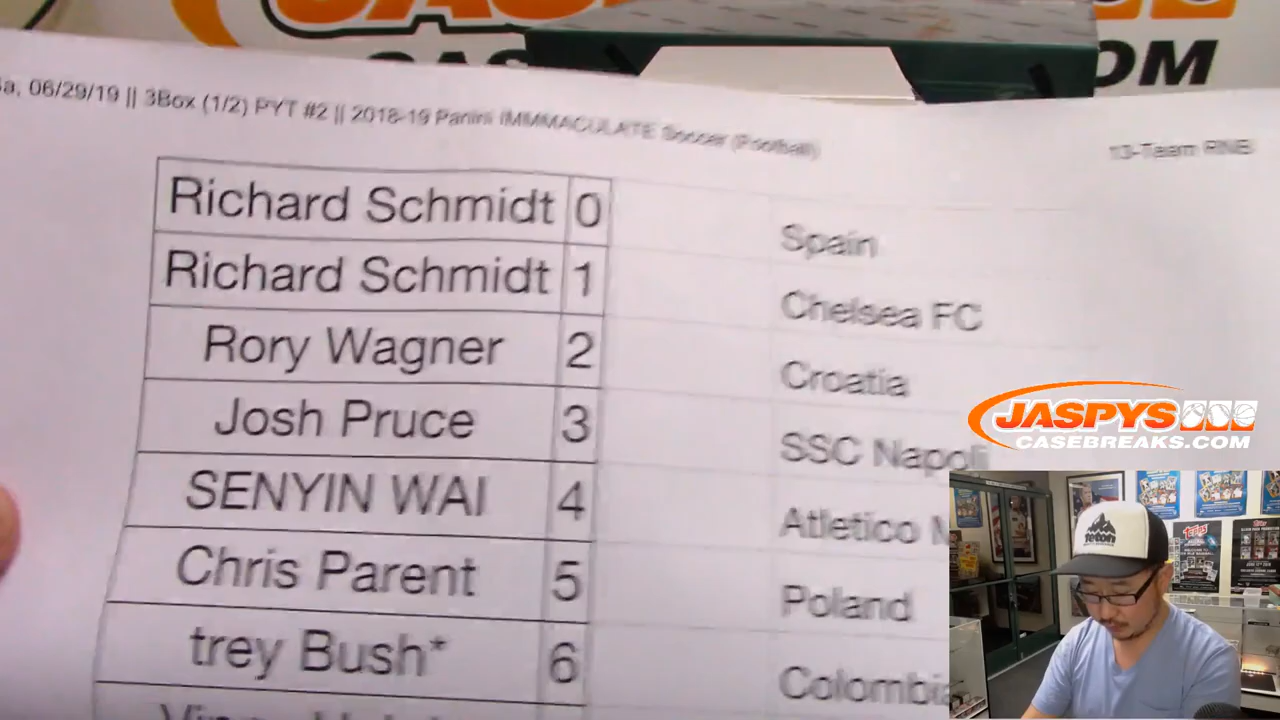 06/29/19 || 3Box (1/2) PYT #2 || 2018-19 Panini IMMMACULATE Soccer (Football)
13-Team RNB
Richard Schmidt 0 Spain
Richard Schmidt 1 Chelsea FC
Rory Wagner 2 Croatia
Josh Pruce 3 SSC Napoli
SENYIN WAI 4 Atletico
Chris Parent 5 Poland
trey Bush* 6 Colombia
JASPYS
CASEBREAKS.COM
teton